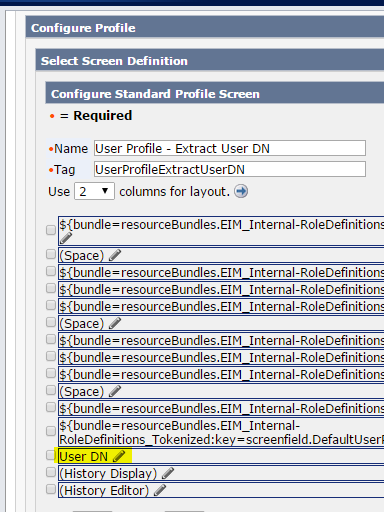 Configure Profile
Select Screen Definition
Configure Standard Profile Screen
• = Required
•Name User Profile - Extract User DN
•Tag UserProfileExtractUserDN
Use 2 columns for layout.
${bundle=resourceBundles.EIM_Internal-RoleDefinitions
(Space)
${bundle=resourceBundles.EIM_Internal-RoleDefinitions
${bundle=resourceBundles.EIM_Internal-RoleDefinitions
${bundle=resourceBundles.EIM_Internal-RoleDefinitions
(Space)
${bundle=resourceBundles.EIM_Internal-RoleDefinitions
${bundle=resourceBundles.EIM_Internal-RoleDefinitions
${bundle=resourceBundles.EIM_Internal-RoleDefinitions
(Space)
${bundle=resourceBundles.EIM_Internal-RoleDefinitions
${bundle=resourceBundles.EIM_Internal-
RoleDefinitions_Tokenized:key=screenfield.DefaultUserP
User DN
(History Display)
(History Editor)